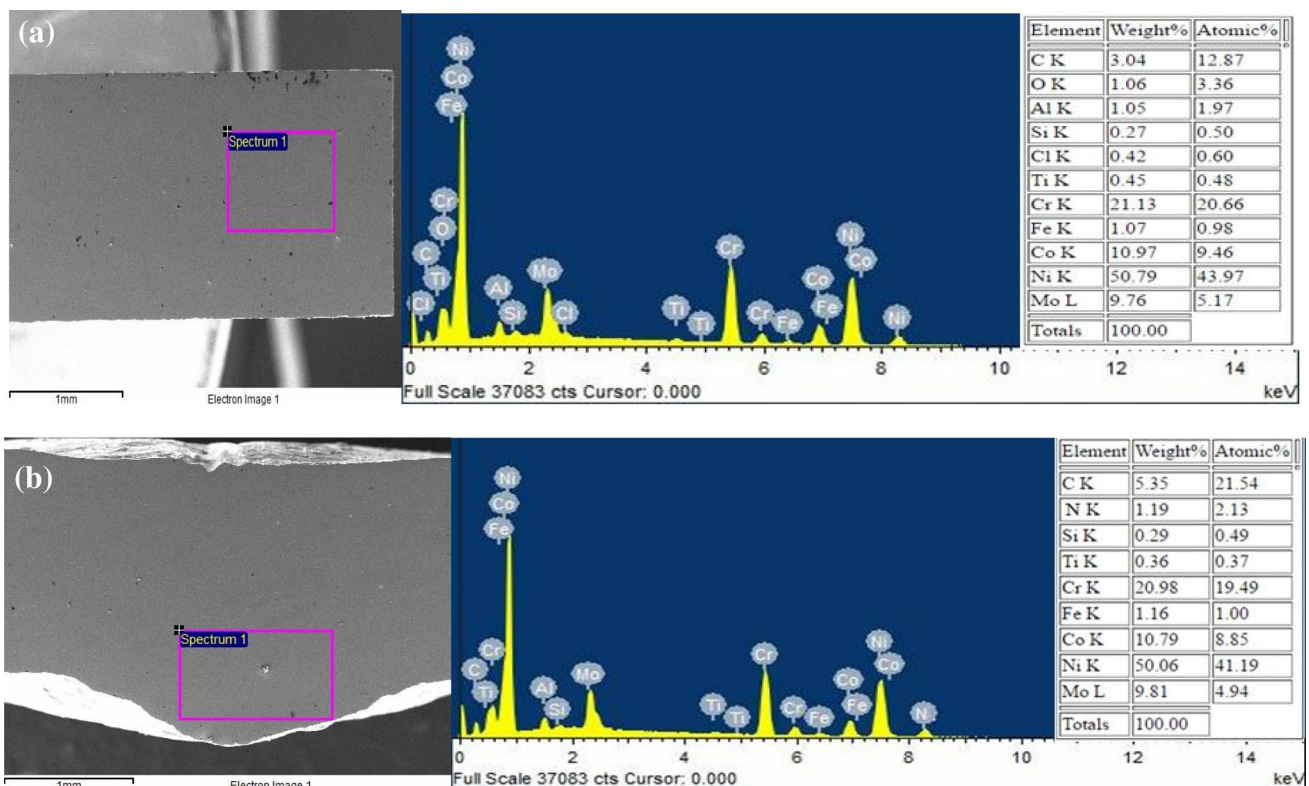 (a)
Spectrum 1
1mm
Electron Image 1
Ni
Co
Fe
Cr
O
C
Ti
Cl
Al
Si
Mo
Cl
Ti
Ti
Cr
Cr
Fe
Co
Fe
Ni
Co
Ni
0 2 4 6 8 10 12 14
Full Scale 37083 cts Cursor: 0.000 keV
Element Weight% Atomic%
C K 3.04 12.87
O K 1.06 3.36
Al K 1.05 1.97
Si K 0.27 0.50
Cl K 0.42 0.60
Ti K 0.45 0.48
Cr K 21.13 20.66
Fe K 1.07 0.98
Co K 10.97 9.46
Ni K 50.79 43.97
Mo L 9.76 5.17
Totals 100.00
(b)
Spectrum 1
1mm
Electron Image 1
Ni
Co
Fe
Cr
C
Ti
Al
Si
Mo
Ti
Ti
Cr
Cr
Fe
Co
Fe
Ni
Co
Ni
0 2 4 6 8 10 12 14
Full Scale 37083 cts Cursor: 0.000 keV
Element Weight% Atomic%
C K 5.35 21.54
N K 1.19 2.13
Si K 0.29 0.49
Ti K 0.36 0.37
Cr K 20.98 19.49
Fe K 1.16 1.00
Co K 10.79 8.85
Ni K 50.06 41.19
Mo L 9.81 4.94
Totals 100.00